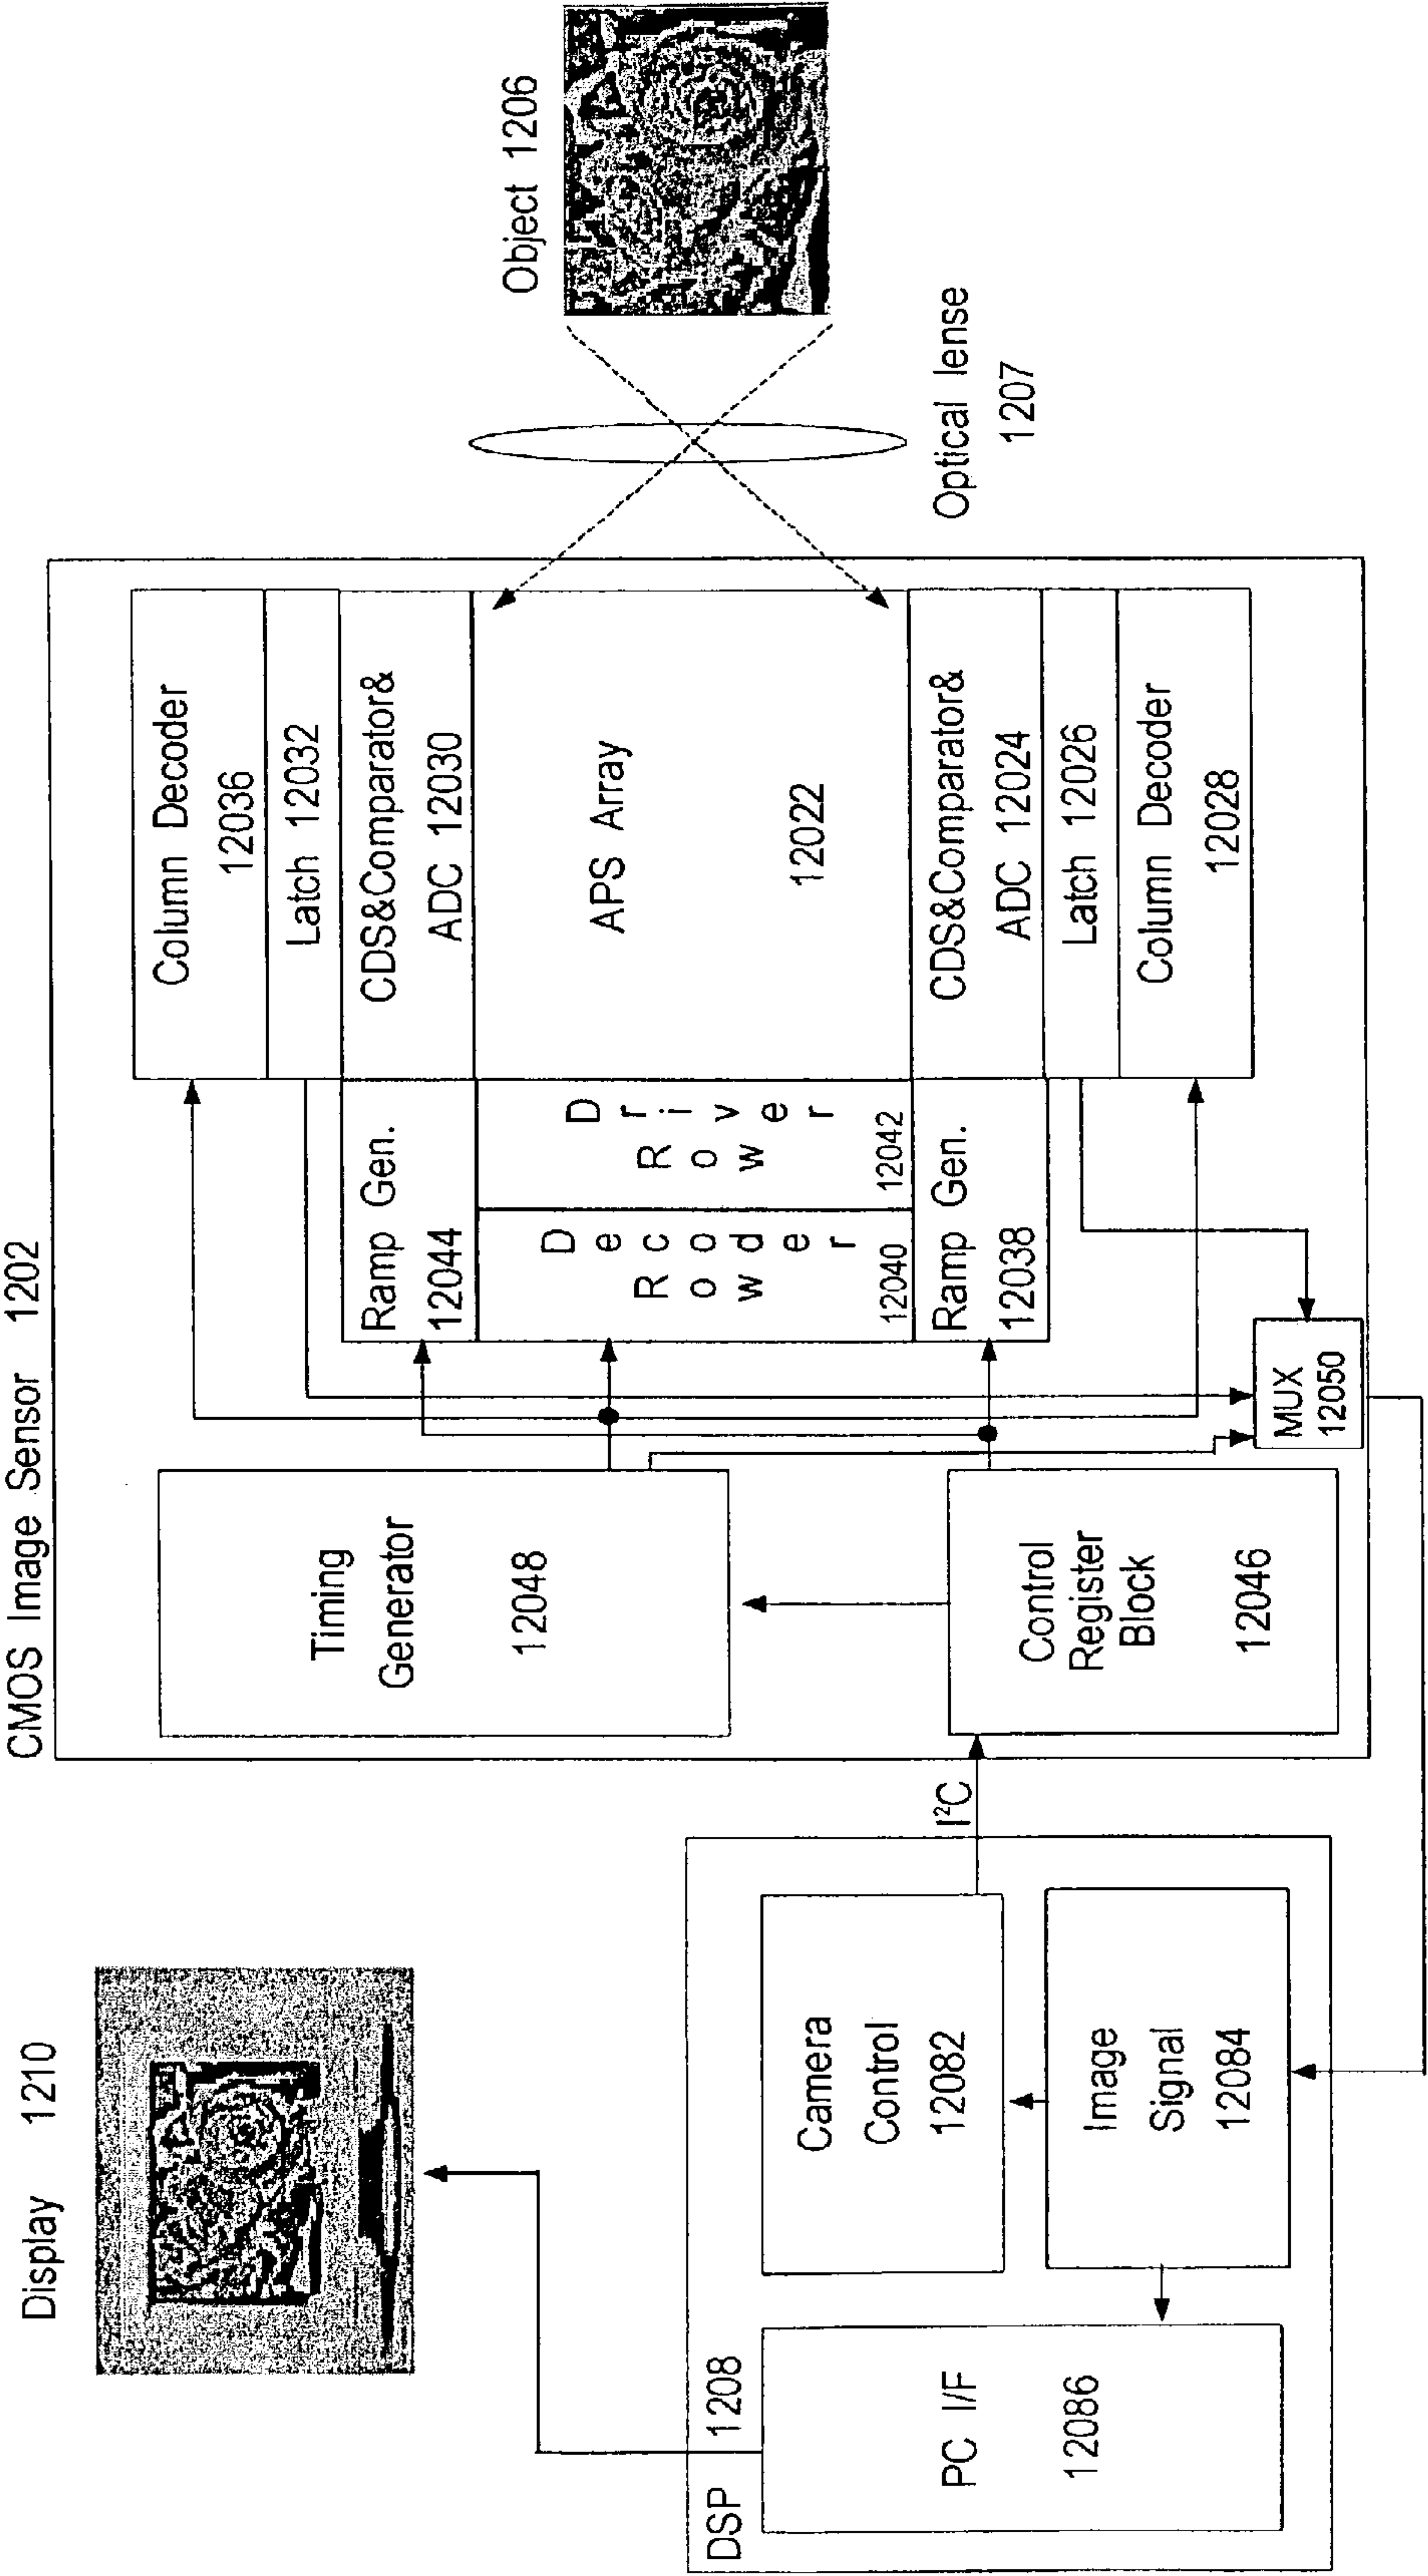 Display 1210
CMOS Image Sensor 1202
Object 1206
Optical lense
1207
Column Decoder
12036
Latch 12032
CDS&Comparator&
ADC 12030
APS Array
12022
CDS&Comparator&
ADC 12024
Latch 12026
Column Decoder
12028
Ramp Gen.
12044
Row
Driver
12042
Row
Decoder
12040
Ramp Gen.
12038
MUX
12050
Timing
Generator
12048
Control
Register
Block
12046
I²C
DSP 1208
Camera
Control
12082
Image
Signal
12084
PC I/F
12086